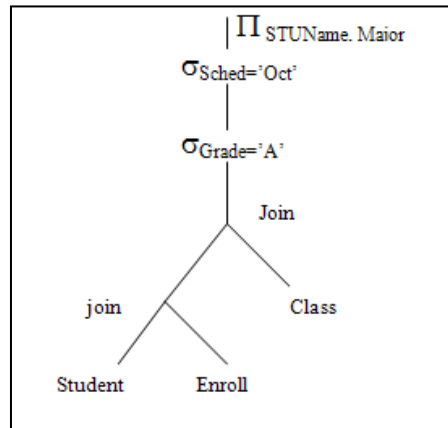 Π STUName. Maior
σSched='Oct'
σGrade='A'
Join
join
Class
Student
Enroll